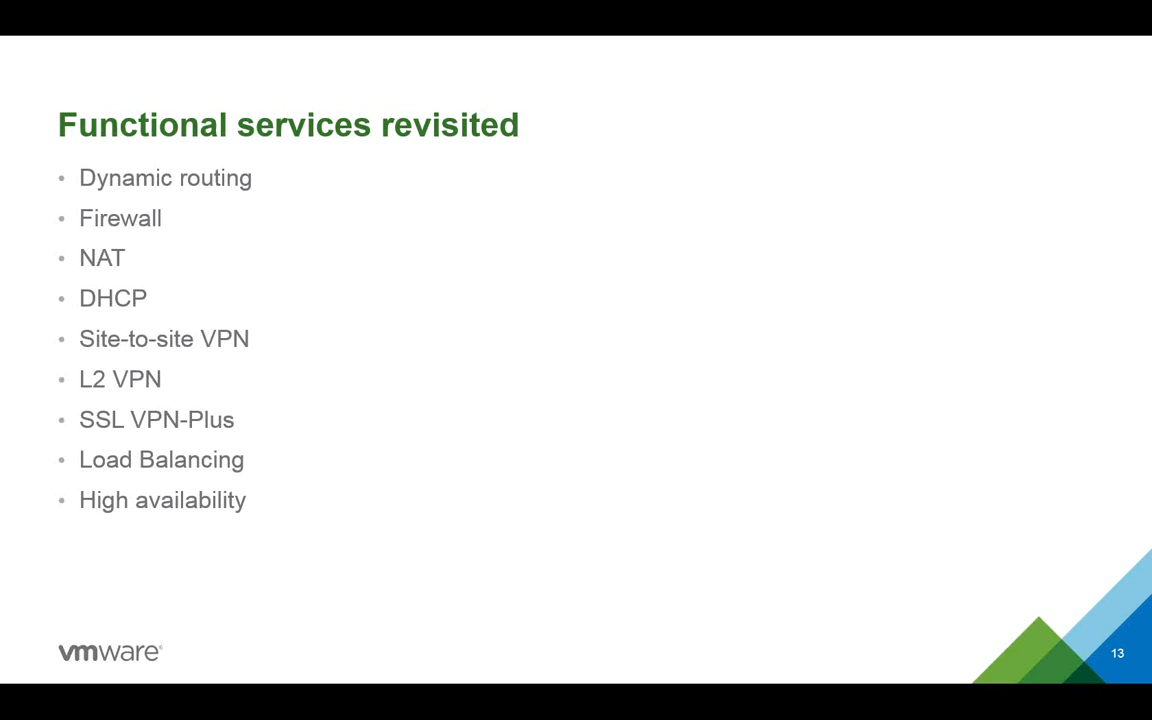 Functional services revisited
• Dynamic routing
• Firewall
• NAT
• DHCP
• Site-to-site VPN
• L2 VPN
• SSL VPN-Plus
• Load Balancing
• High availability
vmware®
13